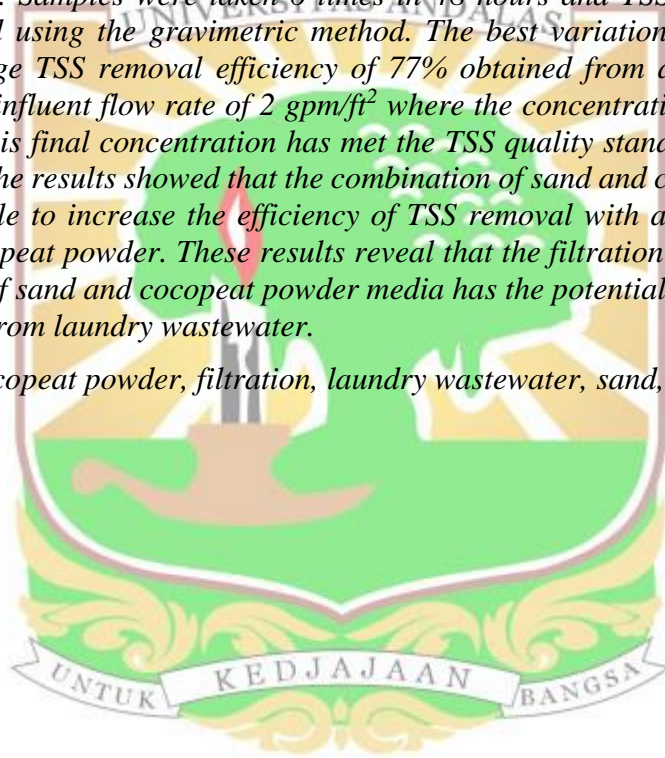 UNIVERSITAS ANDALAS
. Samples were taken 6 times in 48 hours and TSS
l using the gravimetric method. The best variation
ge TSS removal efficiency of 77% obtained from a
influent flow rate of 2 gpm/ft² where the concentrati
is final concentration has met the TSS quality stand
he results showed that the combination of sand and c
le to increase the efficiency of TSS removal with a
peat powder. These results reveal that the filtration
of sand and cocopeat powder media has the potential
rom laundry wastewater.
copeat powder, filtration, laundry wastewater, sand,
UNTUK KEDJAJAAN BANGSA